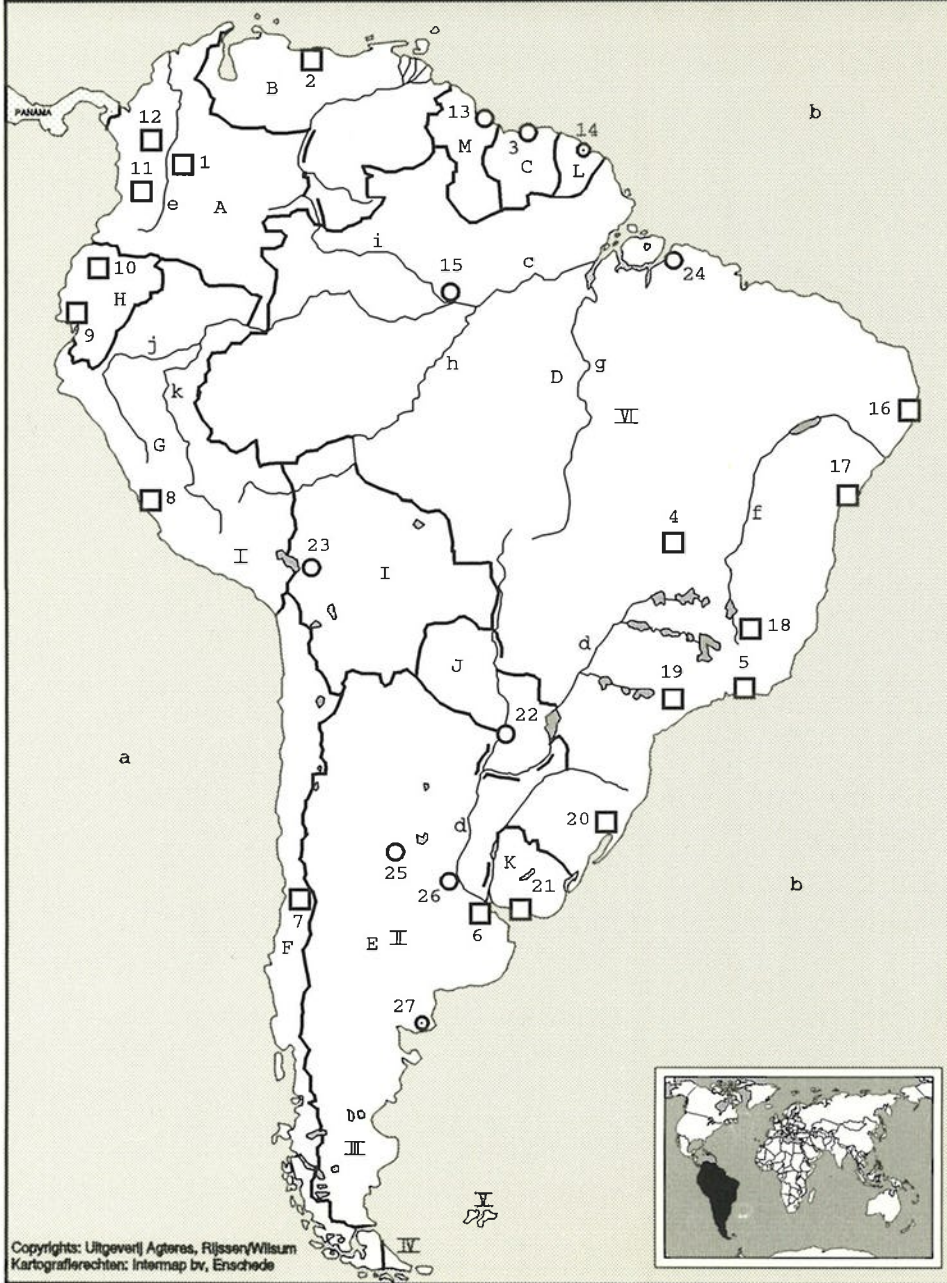 2
B
b
PANAMA
13
12
14
3
M
C
L
11
1
e
A
i
c
10
15
24
H
9
j
h
D
g
k
VI
16
G
17
8
4
f
I
23
I
18
d
J
19
5
22
a
d
20
25
K
26
21
b
7
6
F
E
II
27
III
V
Copyrights: Uitgeverij Agteres, Rijssen/Wilsum
IV
Kartografierechten: Intermap bv, Enschede